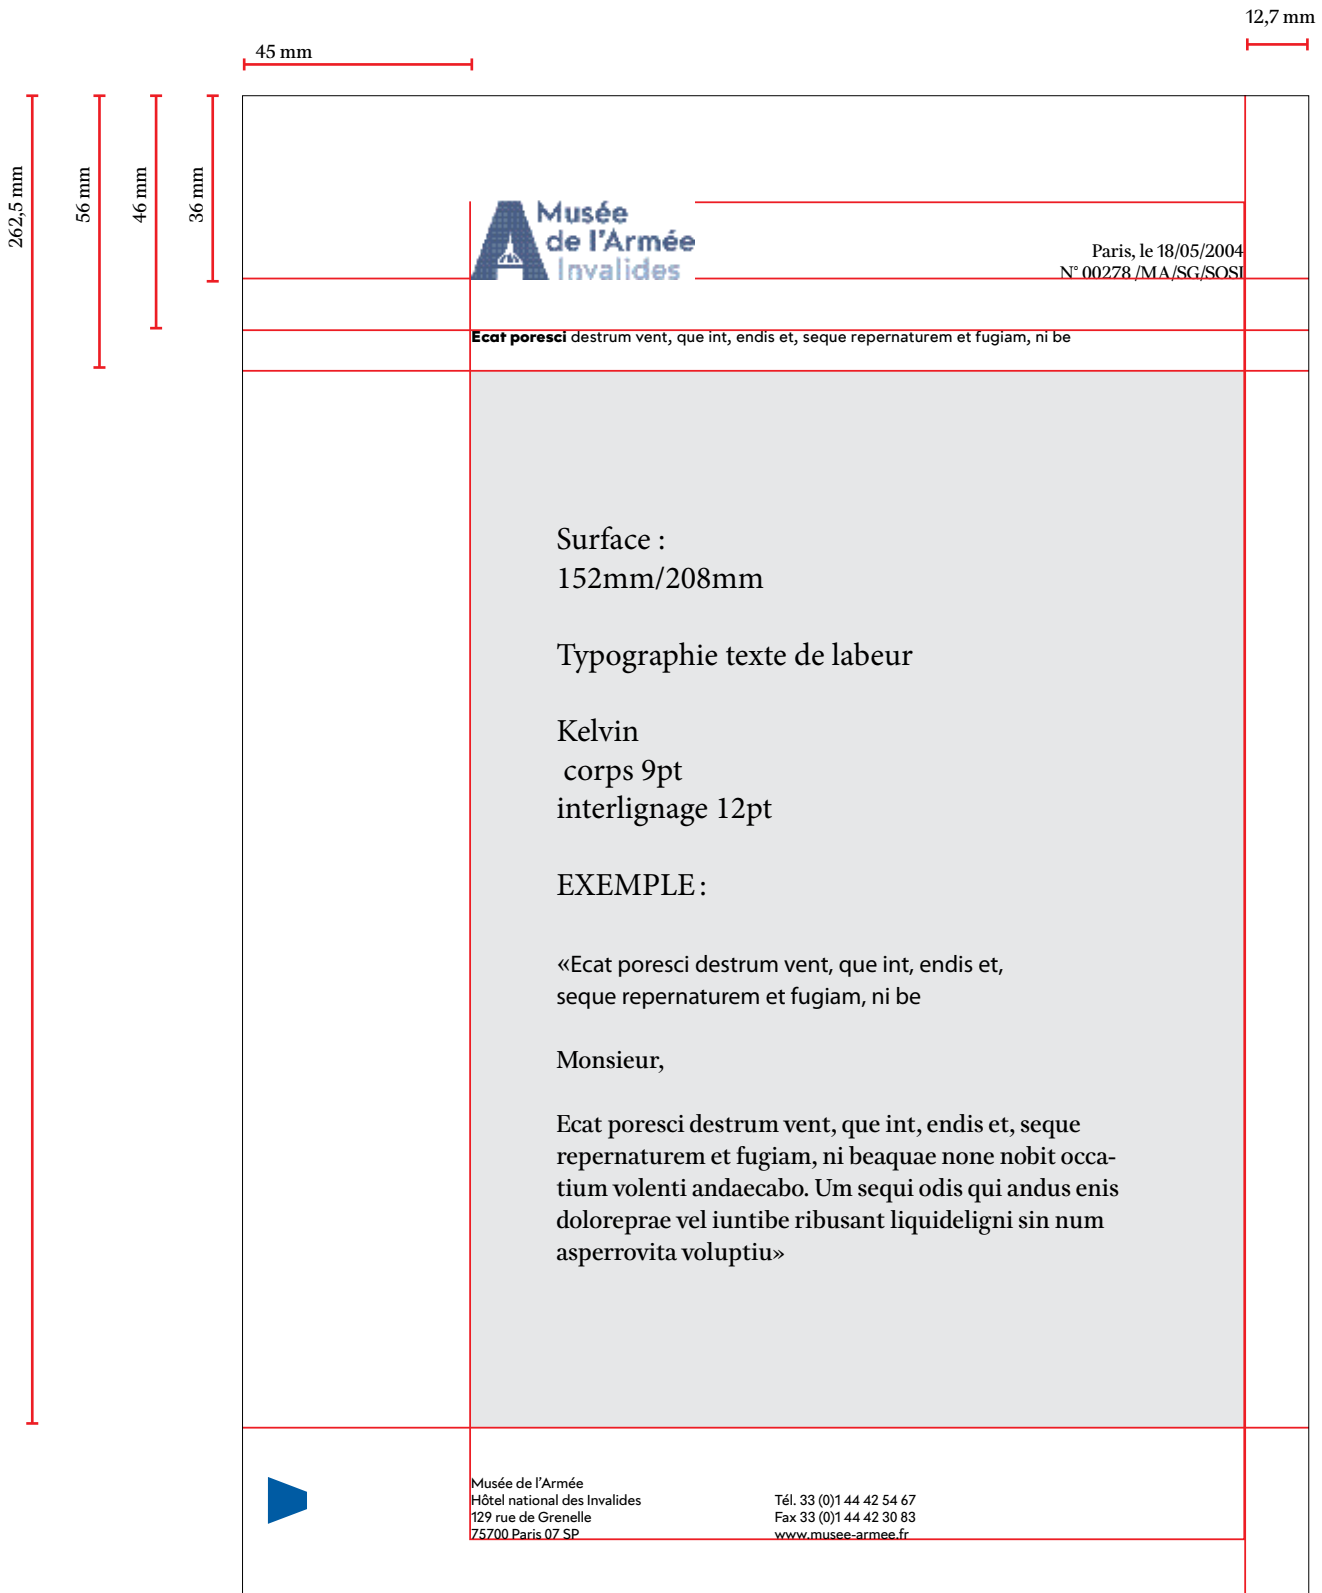 12,7 mm
45 mm
262,5 mm
56 mm
46 mm
36 mm
Musée
de l'Armée
Invalides
Paris, le 18/05/2004
N° 00278 /MA/SG/SOSI
Ecat poresci destrum vent, que int, endis et, seque repernaturem et fugiam, ni be
Surface :
152mm/208mm
Typographie texte de labeur
Kelvin
corps 9pt
interlignage 12pt
EXEMPLE :
«Ecat poresci destrum vent, que int, endis et,
seque repernaturem et fugiam, ni be
Monsieur,
Ecat poresci destrum vent, que int, endis et, seque
repernaturem et fugiam, ni beaquae none nobit occa-
tium volenti andaecabo. Um sequi odis qui andus enis
doloreprae vel iuntibe ribusant liquideligni sin num
asperrovita voluptiu»
Musée de l'Armée
Hôtel national des Invalides
129 rue de Grenelle
75700 Paris 07 SP
Tél. 33 (0)1 44 42 54 67
Fax 33 (0)1 44 42 30 83
www.musee-armee.fr